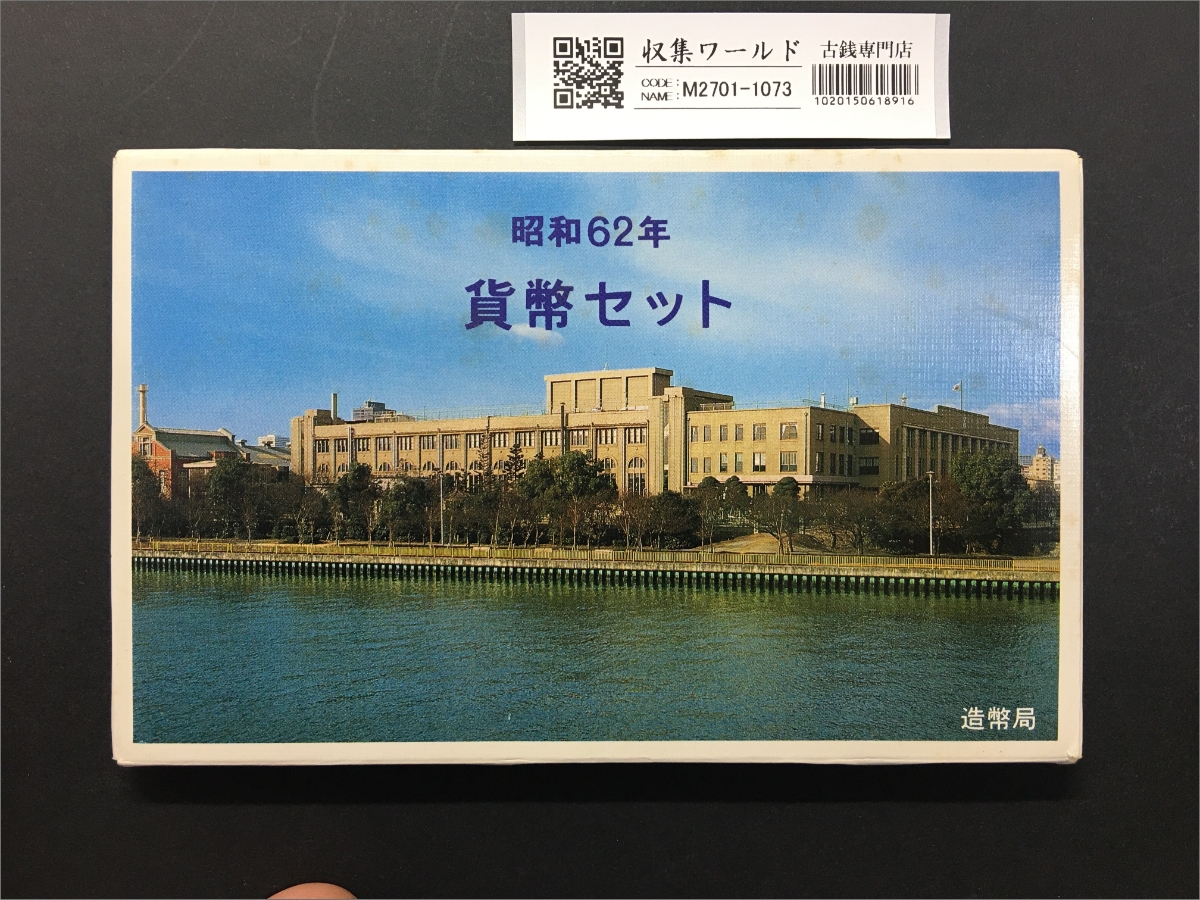 収集ワールド 古銭専門店
CODE:
NAME: M2701-1073
1020150618916
昭和62年
貨幣セット
造幣局